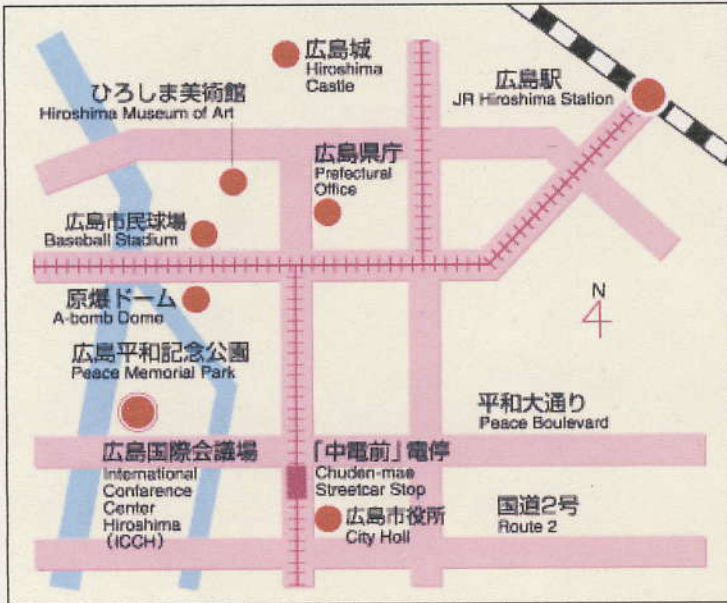 広島城
Hiroshima
Castle
広島駅
JR Hiroshima Station
ひろしま美術館
Hiroshima Museum of Art
広島県庁
Prefectural
Office
広島市民球場
Baseball Stadium
原爆ドーム
A-bomb Dome
N
広島平和記念公園
Peace Memorial Park
平和大通り
Peace Boulevard
広島国際会議場
International
Confarence
Center
Hiroshima
(ICCH)
「中電前」電停
Chuden-mae
Streetcar Stop
国道2号
Route 2
広島市役所
City Holl